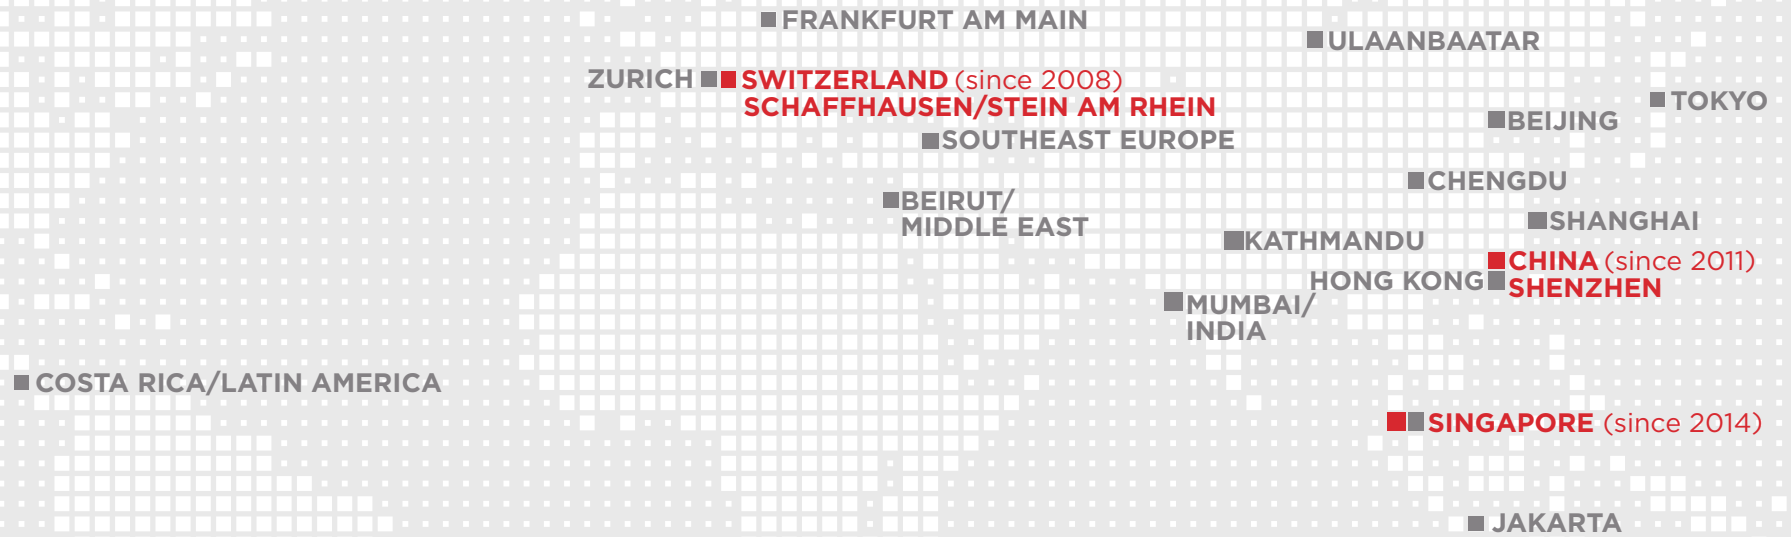 FRANKFURT AM MAIN
ULAANBAATAR
ZURICH
SWITZERLAND (since 2008)
SCHAFFHAUSEN/STEIN AM RHEIN
TOKYO
BEIJING
SOUTHEAST EUROPE
CHENGDU
BEIRUT/
MIDDLE EAST
SHANGHAI
KATHMANDU
CHINA (since 2011)
SHENZHEN
HONG KONG
MUMBAI/
INDIA
COSTA RICA/LATIN AMERICA
SINGAPORE (since 2014)
JAKARTA